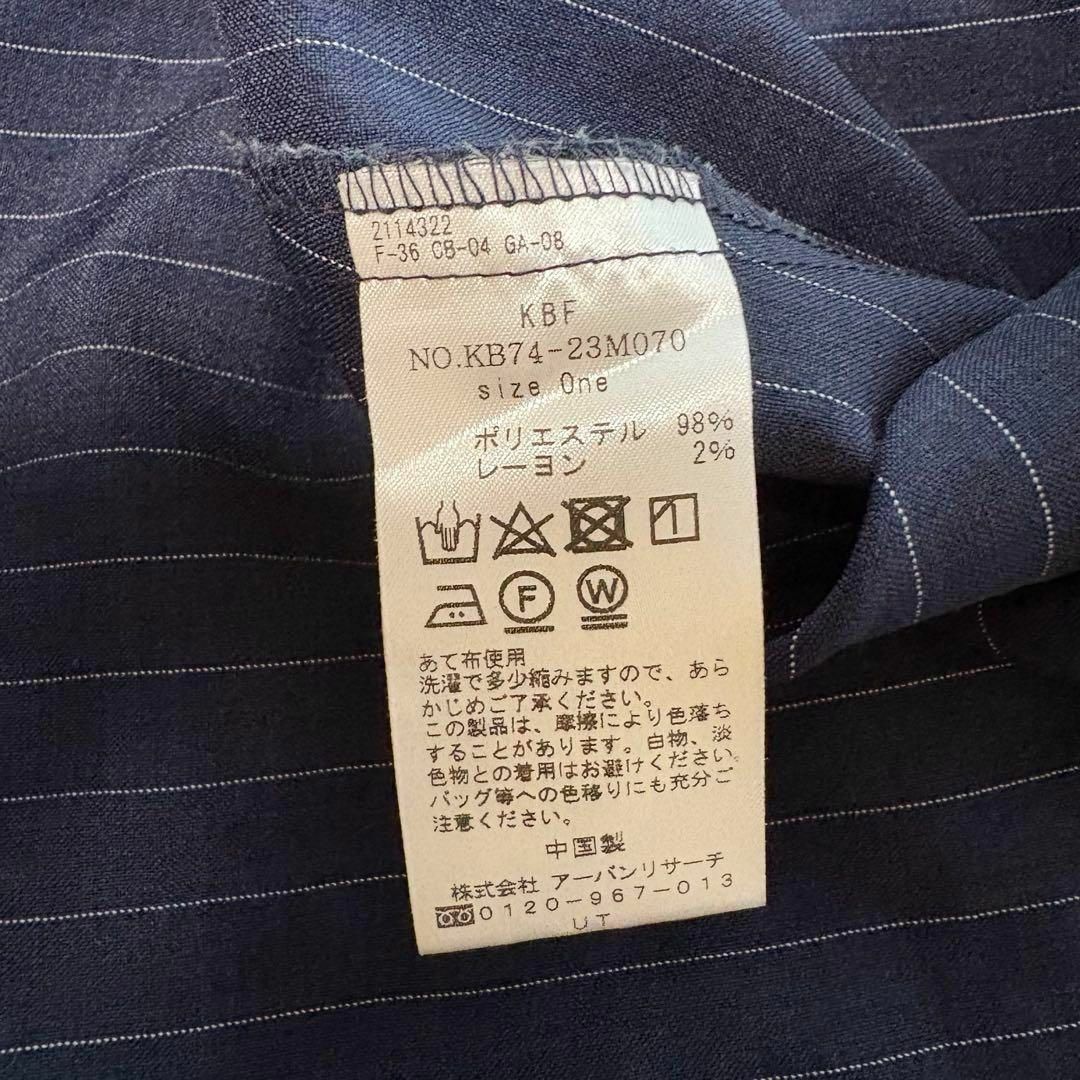 2114322
F-36 CB-04 GA-08
KBF
NO.KB74-23M070
size One
ポリエステル 98%
レーヨン 2%
F W
あて布使用
洗濯で多少縮みますので、あら
かじめご了承ください。
この製品は、摩擦により色落ち
することがあります。白物、淡
色物との着用はお避けください。
バッグ等への色移りにも充分ご
注意ください。
中国製
株式会社 アーバンリサーチ
0120-967-013
UT